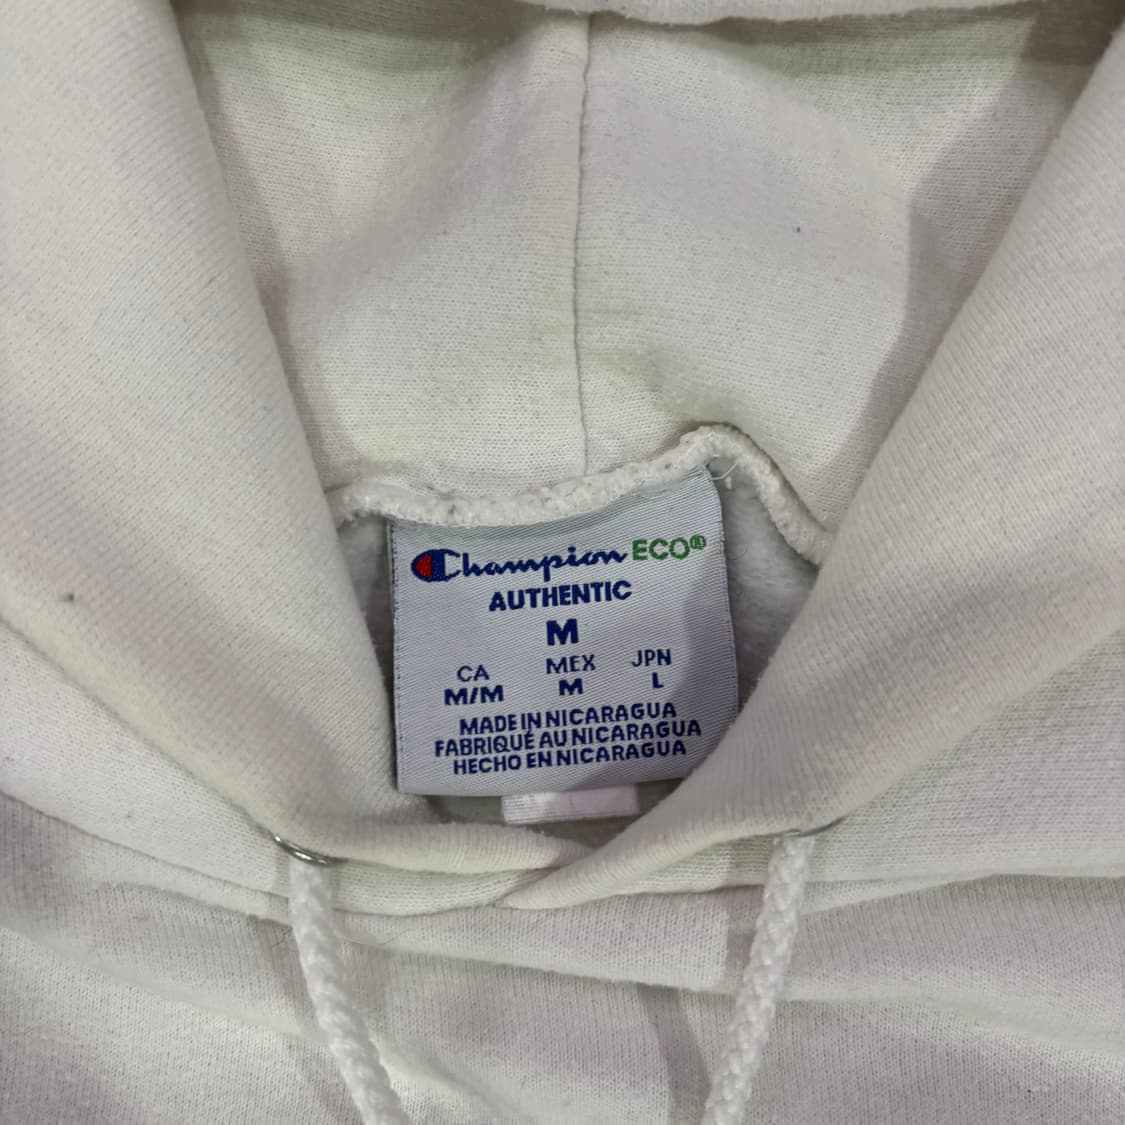 Champion ECO®
AUTHENTIC
M
CA MEX JPN
M/M M L
MADE IN NICARAGUA
FABRIQUÉ AU NICARAGUA
HECHO EN NICARAGUA